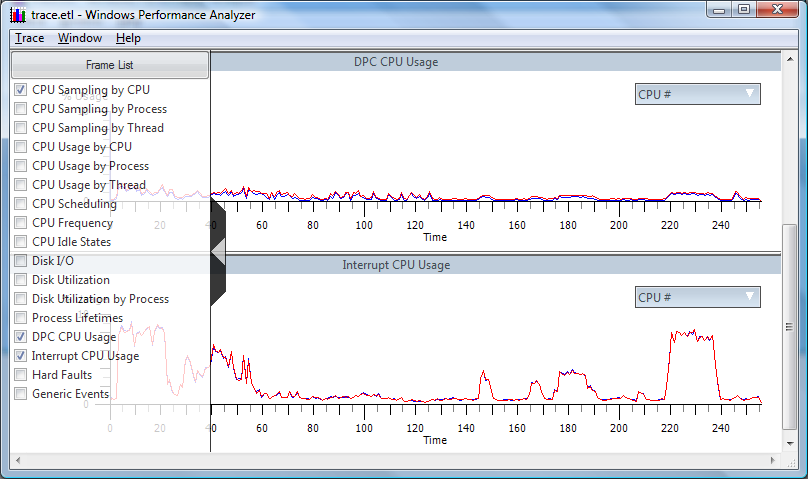 trace.etl - Windows Performance Analyzer
Trace Window Help
Frame List
CPU Sampling by CPU
CPU Sampling by Process
CPU Sampling by Thread
CPU Usage by CPU
CPU Usage by Process
CPU Usage by Thread
CPU Scheduling
CPU Frequency
CPU Idle States
Disk I/O
Disk Utilization
Disk Utilization by Process
Process Lifetimes
DPC CPU Usage
Interrupt CPU Usage
Hard Faults
Generic Events
DPC CPU Usage
% Usage
CPU #
0 20 40 60 80 100 120 140 160 180 200 220 240
Time
Interrupt CPU Usage
CPU #
0
0 20 40 40 60 80 100 120 140 160 180 200 220 240
Time